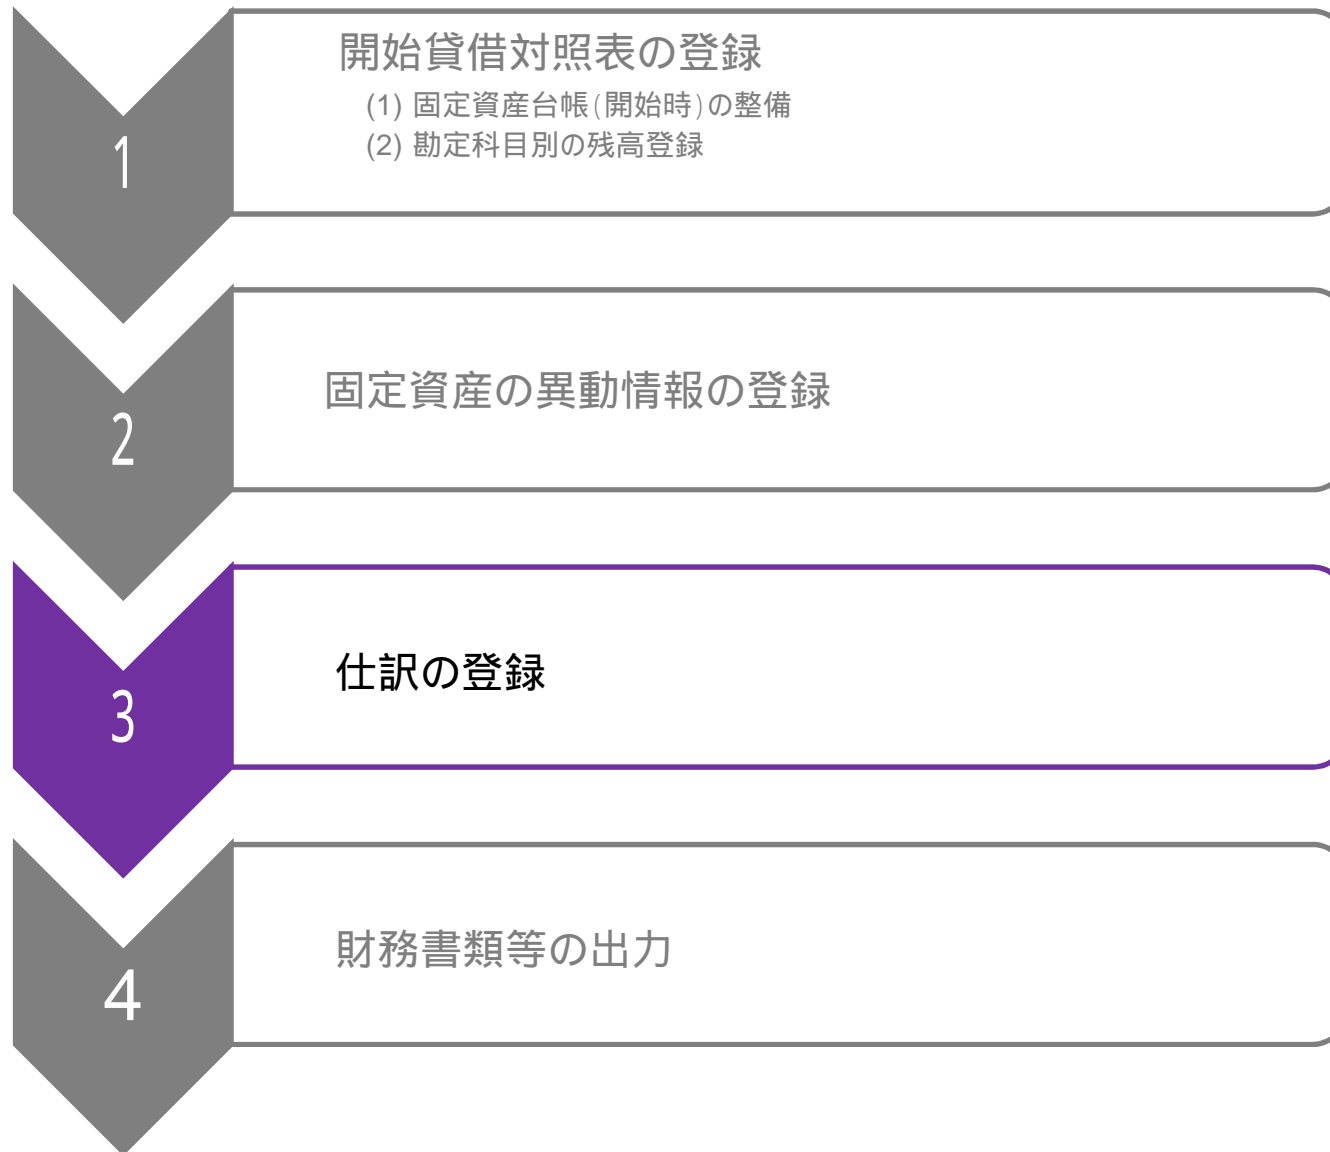 1
開始貸借対照表の登録
(1) 固定資産台帳(開始時)の整備
(2) 勘定科目別の残高登録
2
固定資産の異動情報の登録
3
仕訳の登録
4
財務書類等の出力